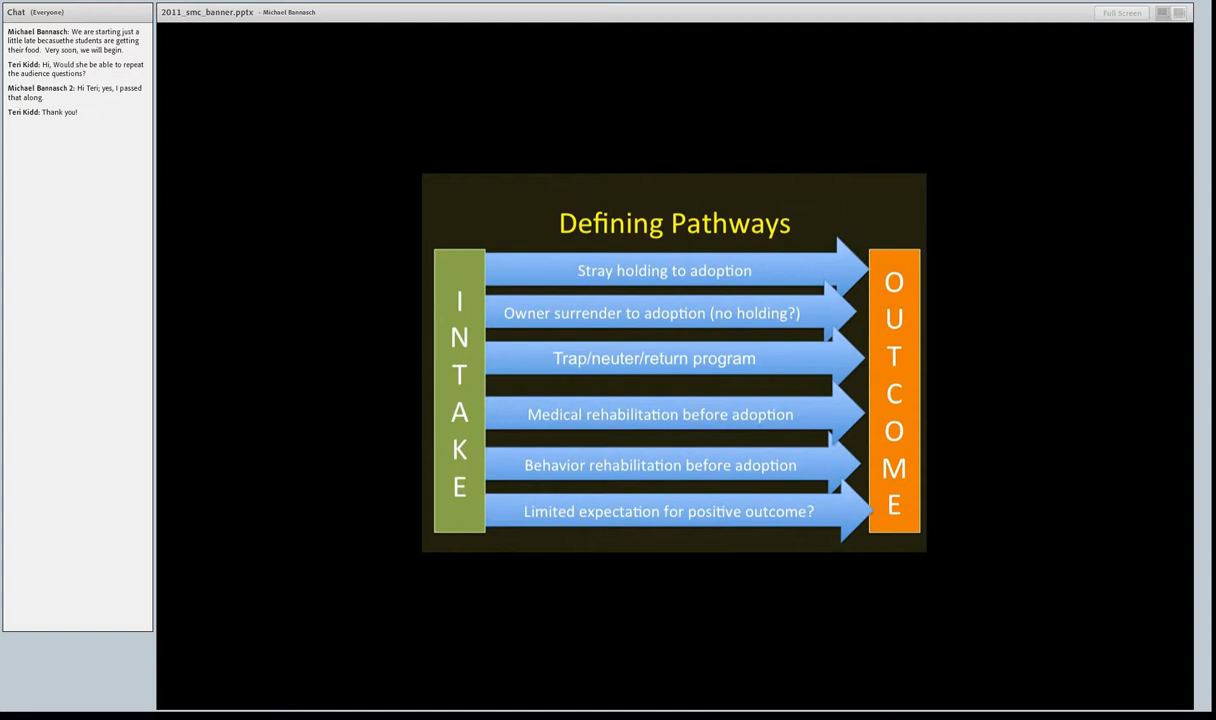 Chat (Everyone)
Michael Bannasch: We are starting just a
little late becasuethe students are getting
their food. Very soon, we will begin.
Teri Kidd: Hi, Would she be able to repeat
the audience questions?
Michael Bannasch 2: Hi Teri; yes, I passed
that along.
Teri Kidd: Thank you!
2011_smc_banner.pptx - Michael Bannasch
Full Screen
Defining Pathways
INTAKE
Stray holding to adoption
Owner surrender to adoption (no holding?)
Trap/neuter/return program
Medical rehabilitation before adoption
Behavior rehabilitation before adoption
Limited expectation for positive outcome?
OUTCOME